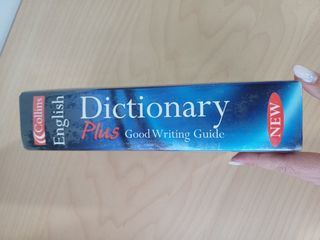 Collins
English
Dictionary
Plus Good Writing Guide
NEW